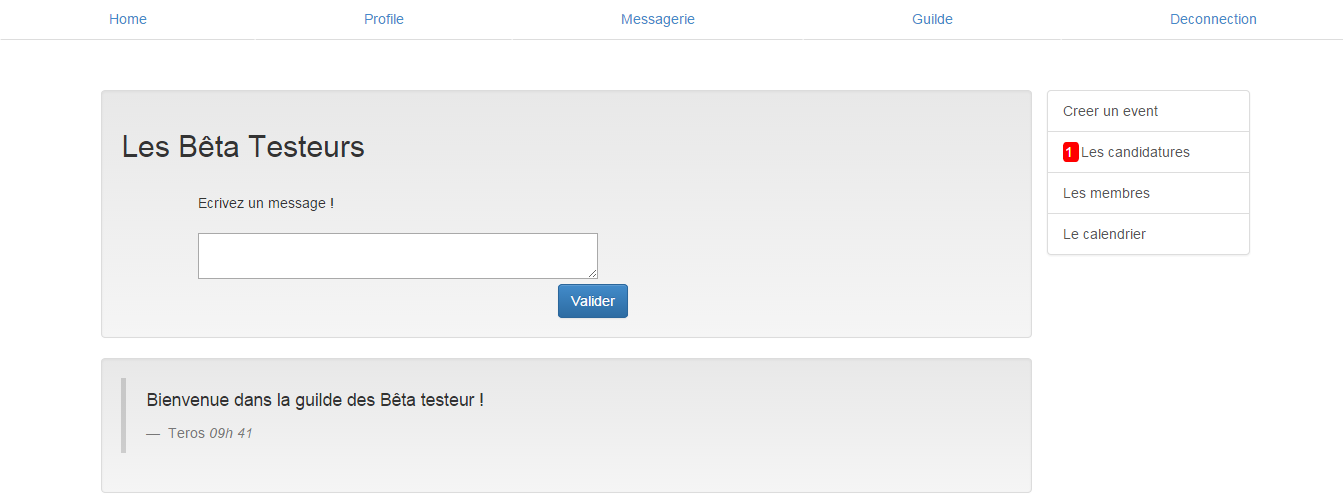 Home Profile Messagerie Guilde Deconnection
Les Bêta Testeurs
Ecrivez un message !
Valider
Bienvenue dans la guilde des Bêta testeur !
— Teros 09h 41
Creer un event
1 Les candidatures
Les membres
Le calendrier